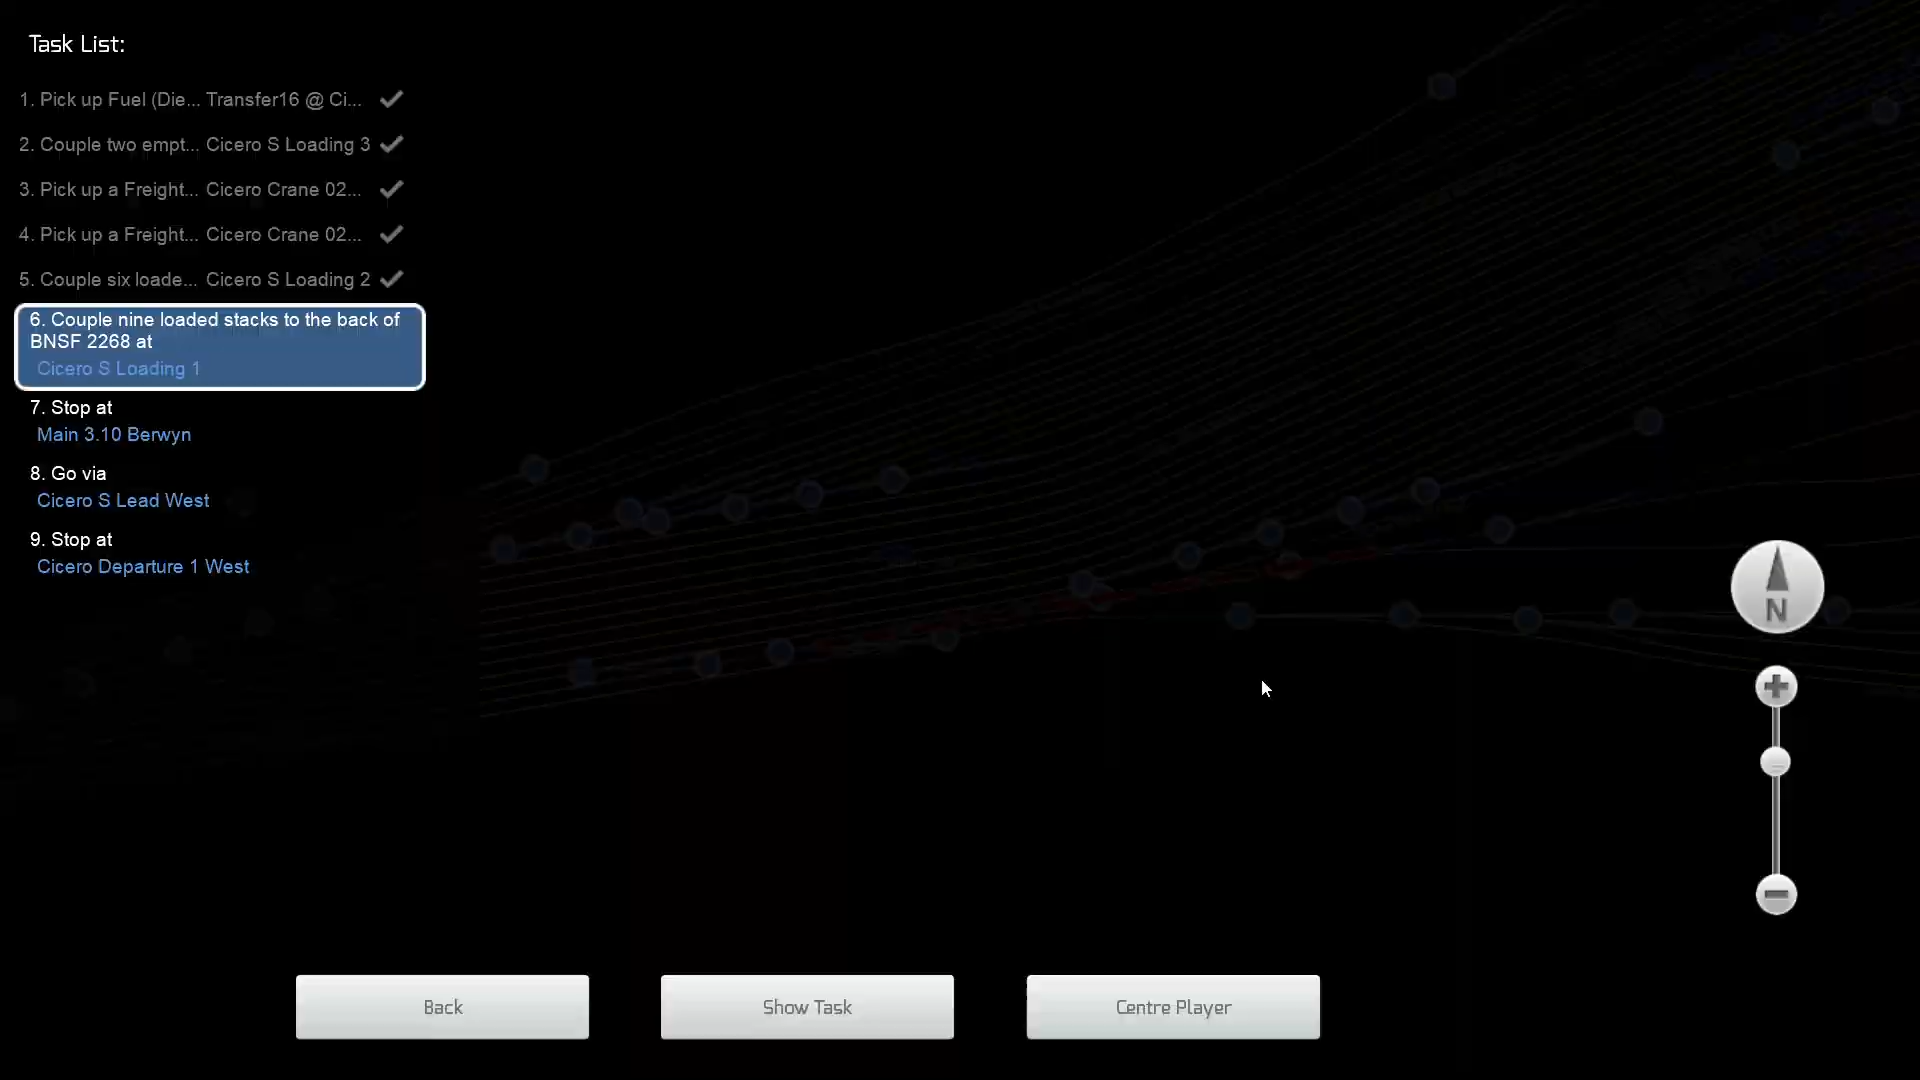 Task List:
1. Pick up Fuel (Die... Transfer16 @ Ci...
2. Couple two empt... Cicero S Loading 3
3. Pick up a Freight... Cicero Crane 02...
4. Pick up a Freight... Cicero Crane 02...
5. Couple six loade... Cicero S Loading 2
6. Couple nine loaded stacks to the back of
BNSF 2268 at
Cicero S Loading 1
7. Stop at
Main 3.10 Berwyn
8. Go via
Cicero S Lead West
9. Stop at
Cicero Departure 1 West
N
Back
Show Task
Centre Player